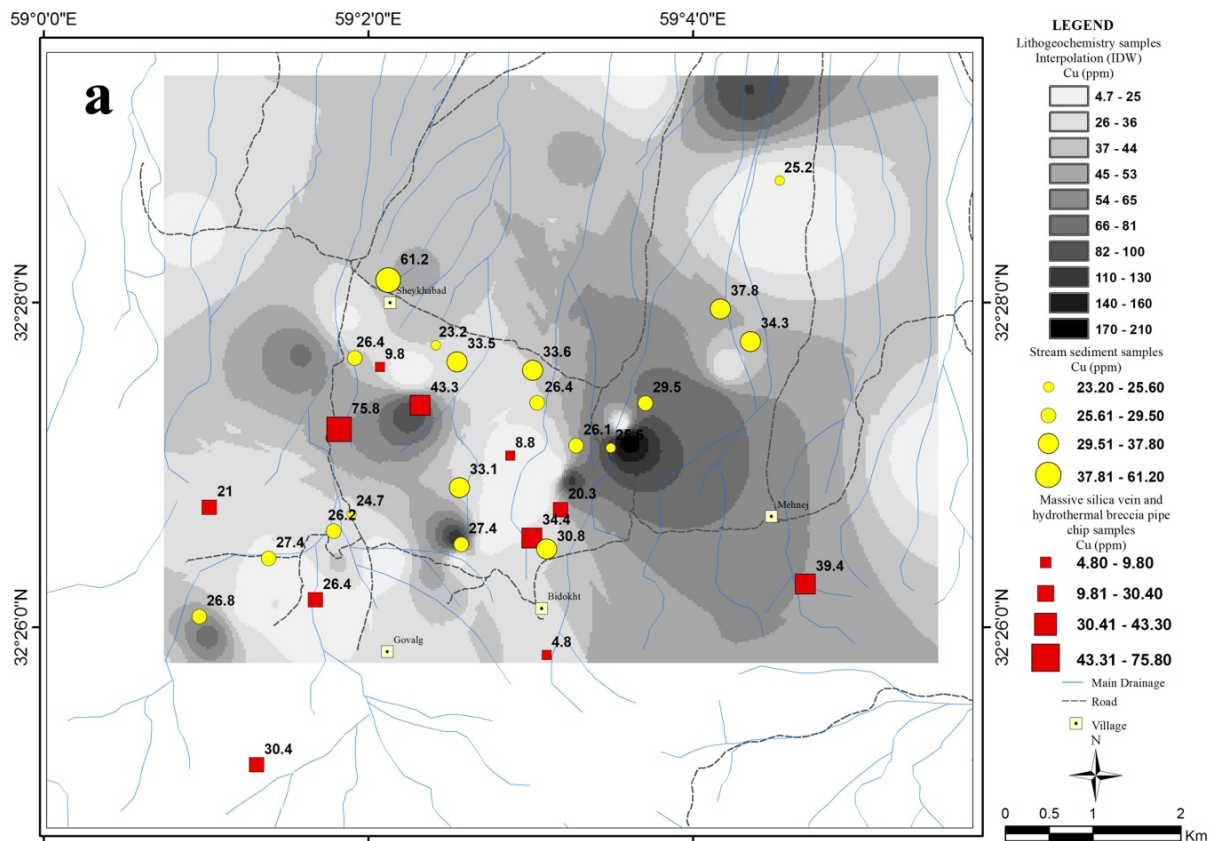 59°0'0"E
59°2'0"E
59°4'0"E
a
25.2
61.2
Sheykhabad
37.8
32°28'0"N
32°28'0"N
34.3
23.2
26.4
33.5
9.8
33.6
43.3
26.4
29.5
75.8
26.1
25.6
8.8
33.1
20.3
21
24.7
Mehnej
26.2
34.4
27.4
30.8
27.4
39.4
26.4
26.8
Bidokht
32°26'0"N
32°26'0"N
Govalg
4.8
30.4
LEGEND
Lithogeochemistry samples
Interpolation (IDW)
Cu (ppm)
4.7 - 25
26 - 36
37 - 44
45 - 53
54 - 65
66 - 81
82 - 100
110 - 130
140 - 160
170 - 210
Stream sediment samples
Cu (ppm)
23.20 - 25.60
25.61 - 29.50
29.51 - 37.80
37.81 - 61.20
Massive silica vein and
hydrothermal breccia pipe
chip samples
Cu (ppm)
4.80 - 9.80
9.81 - 30.40
30.41 - 43.30
43.31 - 75.80
Main Drainage
Road
Village
N
0 0.5 1 2
Km